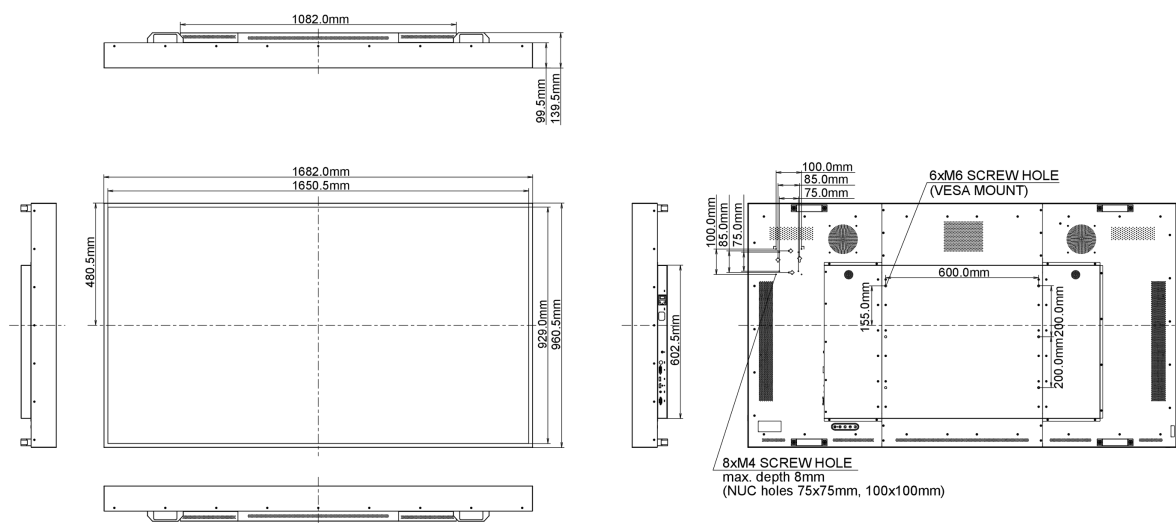 1082.0mm
99.5mm
139.5mm
1682.0mm
1650.5mm
480.5mm
929.0mm
960.5mm
602.5mm
100.0mm
85.0mm
75.0mm
100.0mm
85.0mm
75.0mm
6xM6 SCREW HOLE
(VESA MOUNT)
600.0mm
155.0mm
200.0mm
200.0mm
8xM4 SCREW HOLE
max. depth 8mm
(NUC holes 75x75mm, 100x100mm)